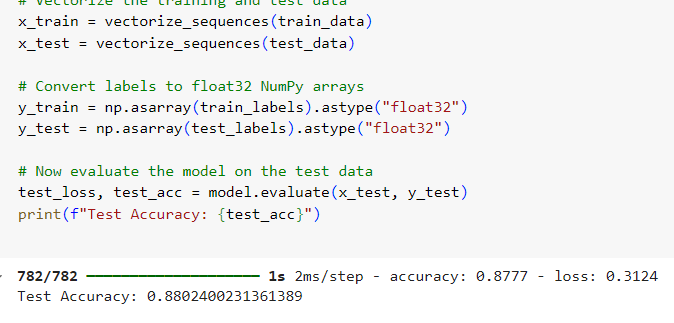 # Vectorize the training and test data
x_train = vectorize_sequences(train_data)
x_test = vectorize_sequences(test_data)
# Convert labels to float32 NumPy arrays
y_train = np.asarray(train_labels).astype("float32")
y_test = np.asarray(test_labels).astype("float32")
# Now evaluate the model on the test data
test_loss, test_acc = model.evaluate(x_test, y_test)
print(f"Test Accuracy: {test_acc}")
782/782 ━━━━━━━━━━━━━━━━━━━━ 1s 2ms/step - accuracy: 0.8777 - loss: 0.3124
Test Accuracy: 0.8802400231361389